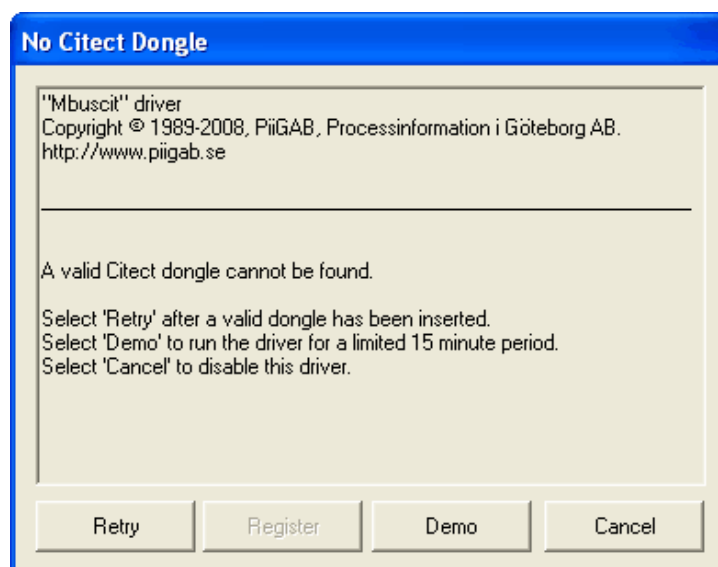 No Citect Dongle
"Mbuscit" driver
Copyright © 1989-2008, PiiGAB, Processinformation i Göteborg AB.
http://www.piigab.se
A valid Citect dongle cannot be found.
Select 'Retry' after a valid dongle has been inserted.
Select 'Demo' to run the driver for a limited 15 minute period.
Select 'Cancel' to disable this driver.
Retry Register Demo Cancel